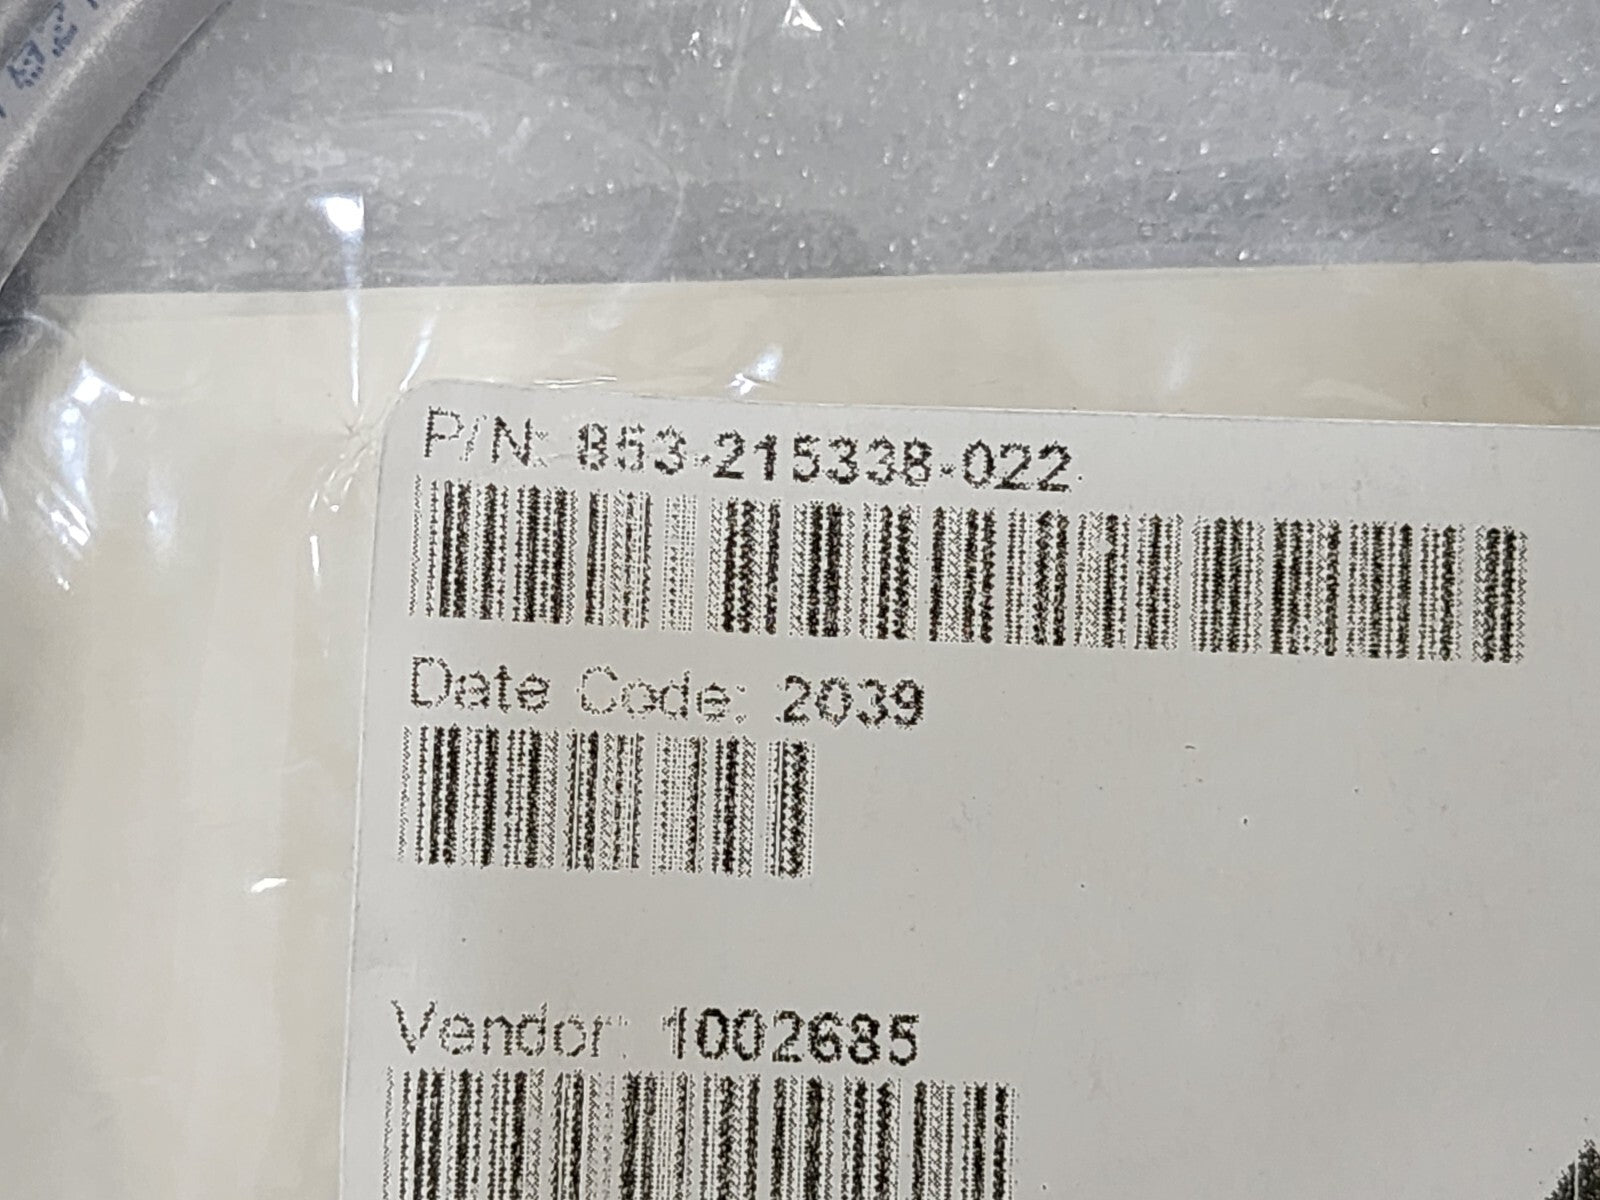 P/N: 853-215338-022
Date Code: 2039
Vendor: 1002685